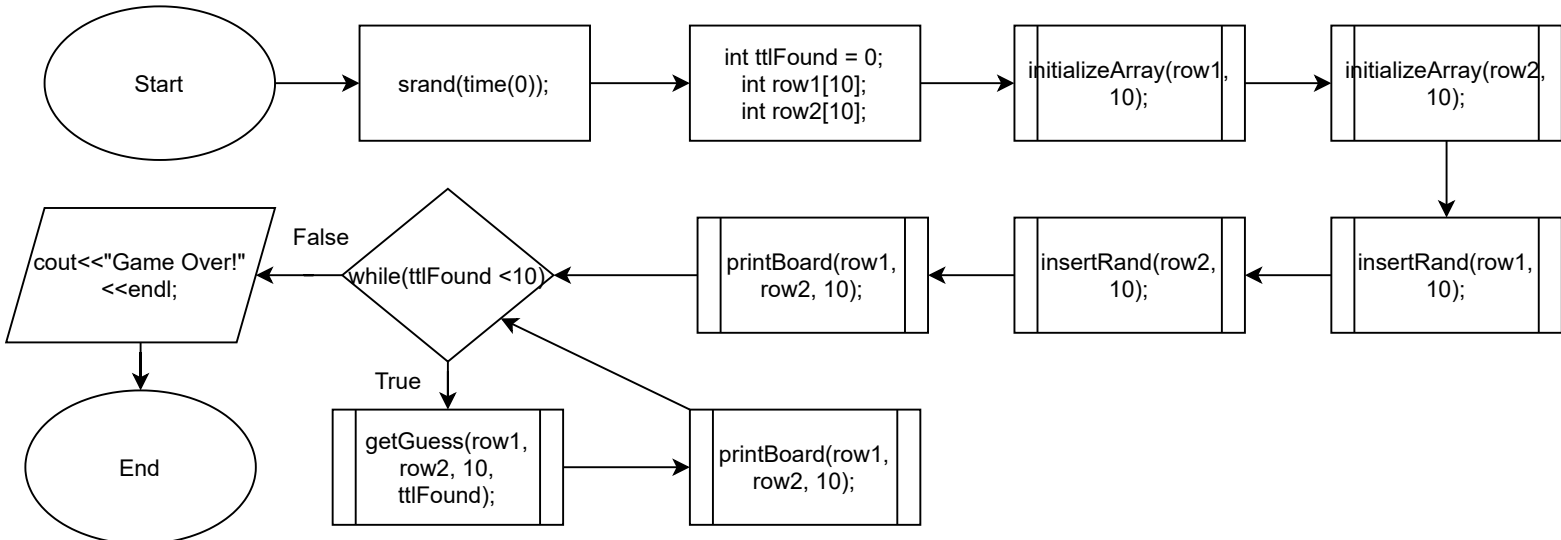 Start
srand(time(0));
int ttlFound = 0;
int row1[10];
int row2[10];
initializeArray(row1,
10);
initializeArray(row2,
10);
insertRand(row1,
10);
insertRand(row2,
10);
printBoard(row1,
row2, 10);
while(ttlFound <10)
False
cout<<"Game Over!"
<<endl;
End
True
getGuess(row1,
row2, 10,
ttlFound);
printBoard(row1,
row2, 10);